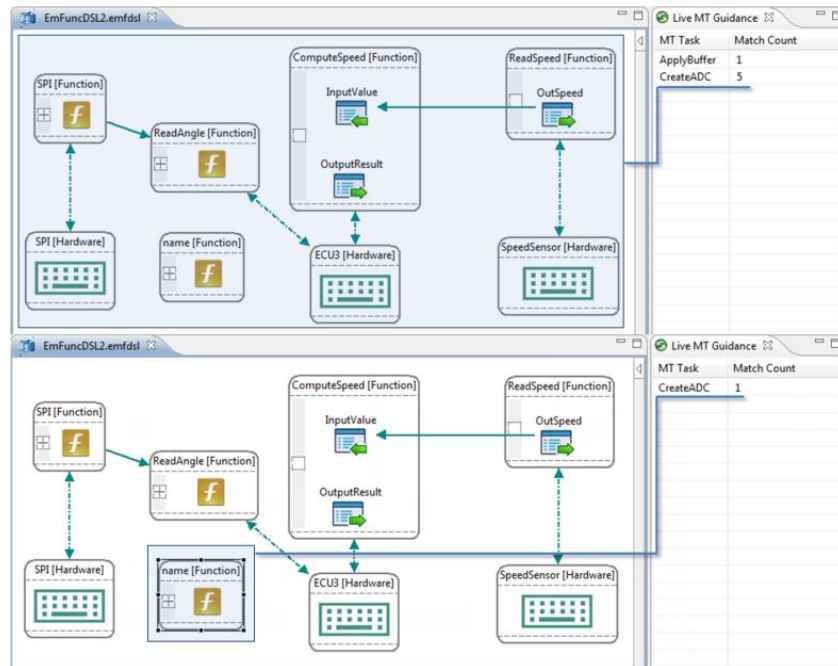 EmFuncDSL2.emfdsl
Live MT Guidance
MT Task Match Count
ApplyBuffer 1
CreateADC 5
ComputeSpeed [Function]
ReadSpeed [Function]
SPI [Function]
InputValue
OutSpeed
ReadAngle [Function]
OutputResult
SPI [Hardware]
name [Function]
ECU3 [Hardware]
SpeedSensor [Hardware]
EmFuncDSL2.emfdsl
Live MT Guidance
MT Task Match Count
CreateADC 1
ComputeSpeed [Function]
ReadSpeed [Function]
SPI [Function]
InputValue
OutSpeed
ReadAngle [Function]
OutputResult
SPI [Hardware]
name [Function]
ECU3 [Hardware]
SpeedSensor [Hardware]